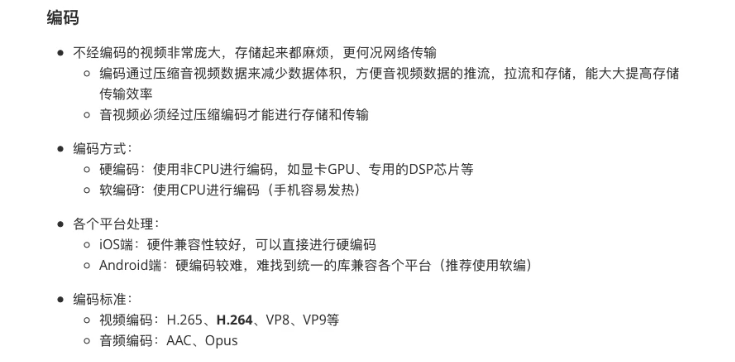 编码
不经编码的视频非常庞大，存储起来都麻烦，更何况网络传输
编码通过压缩音视频数据来减少数据体积，方便音视频数据的推流，拉流和存储，能大大提高存储
传输效率
音视频必须经过压缩编码才能进行存储和传输
编码方式：
硬编码：使用非CPU进行编码，如显卡GPU、专用的DSP芯片等
软编码：使用CPU进行编码（手机容易发热）
各个平台处理：
iOS端：硬件兼容性较好，可以直接进行硬编码
Android端：硬编码较难，难找到统一的库兼容各个平台（推荐使用软编）
编码标准：
视频编码：H.265、H.264、VP8、VP9等
音频编码：AAC、Opus